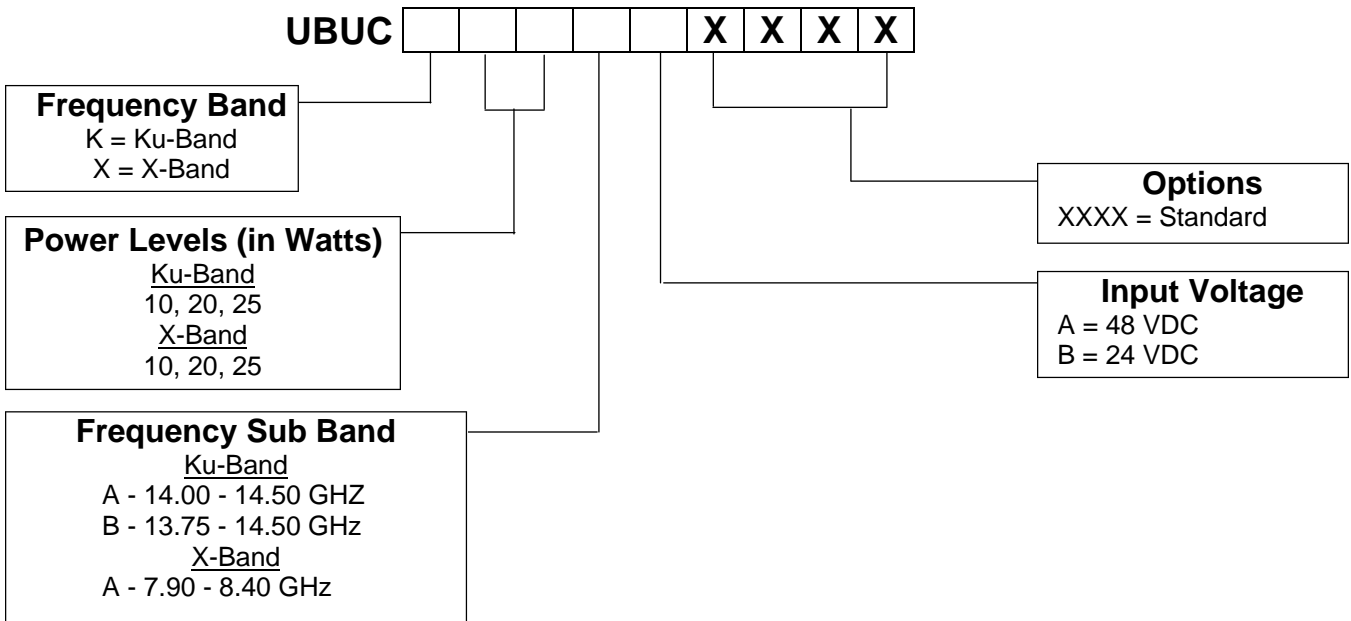 UBUC X X X X
Frequency Band
K = Ku-Band
X = X-Band
Power Levels (in Watts)
Ku-Band
10, 20, 25
X-Band
10, 20, 25
Frequency Sub Band
Ku-Band
A - 14.00 - 14.50 GHZ
B - 13.75 - 14.50 GHz
X-Band
A - 7.90 - 8.40 GHz
Options
XXXX = Standard
Input Voltage
A = 48 VDC
B = 24 VDC